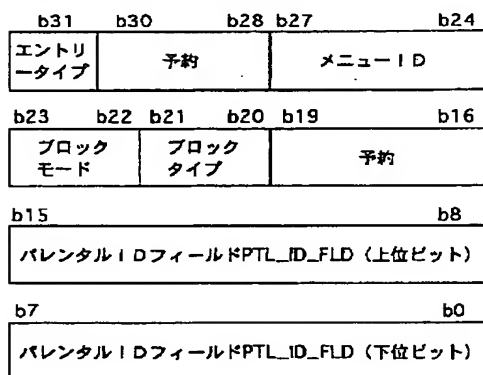 b31 b30 b28 b27 b24
エントリ
ータイプ
予約
メニューID
b23 b22 b21 b20 b19 b16
ブロック
モード
ブロック
タイプ
予約
b15 b8
パレンタルIDフィールドPTL_ID_FLD(上位ビット)
b7 b0
パレンタルIDフィールドPTL_ID_FLD(下位ビット)